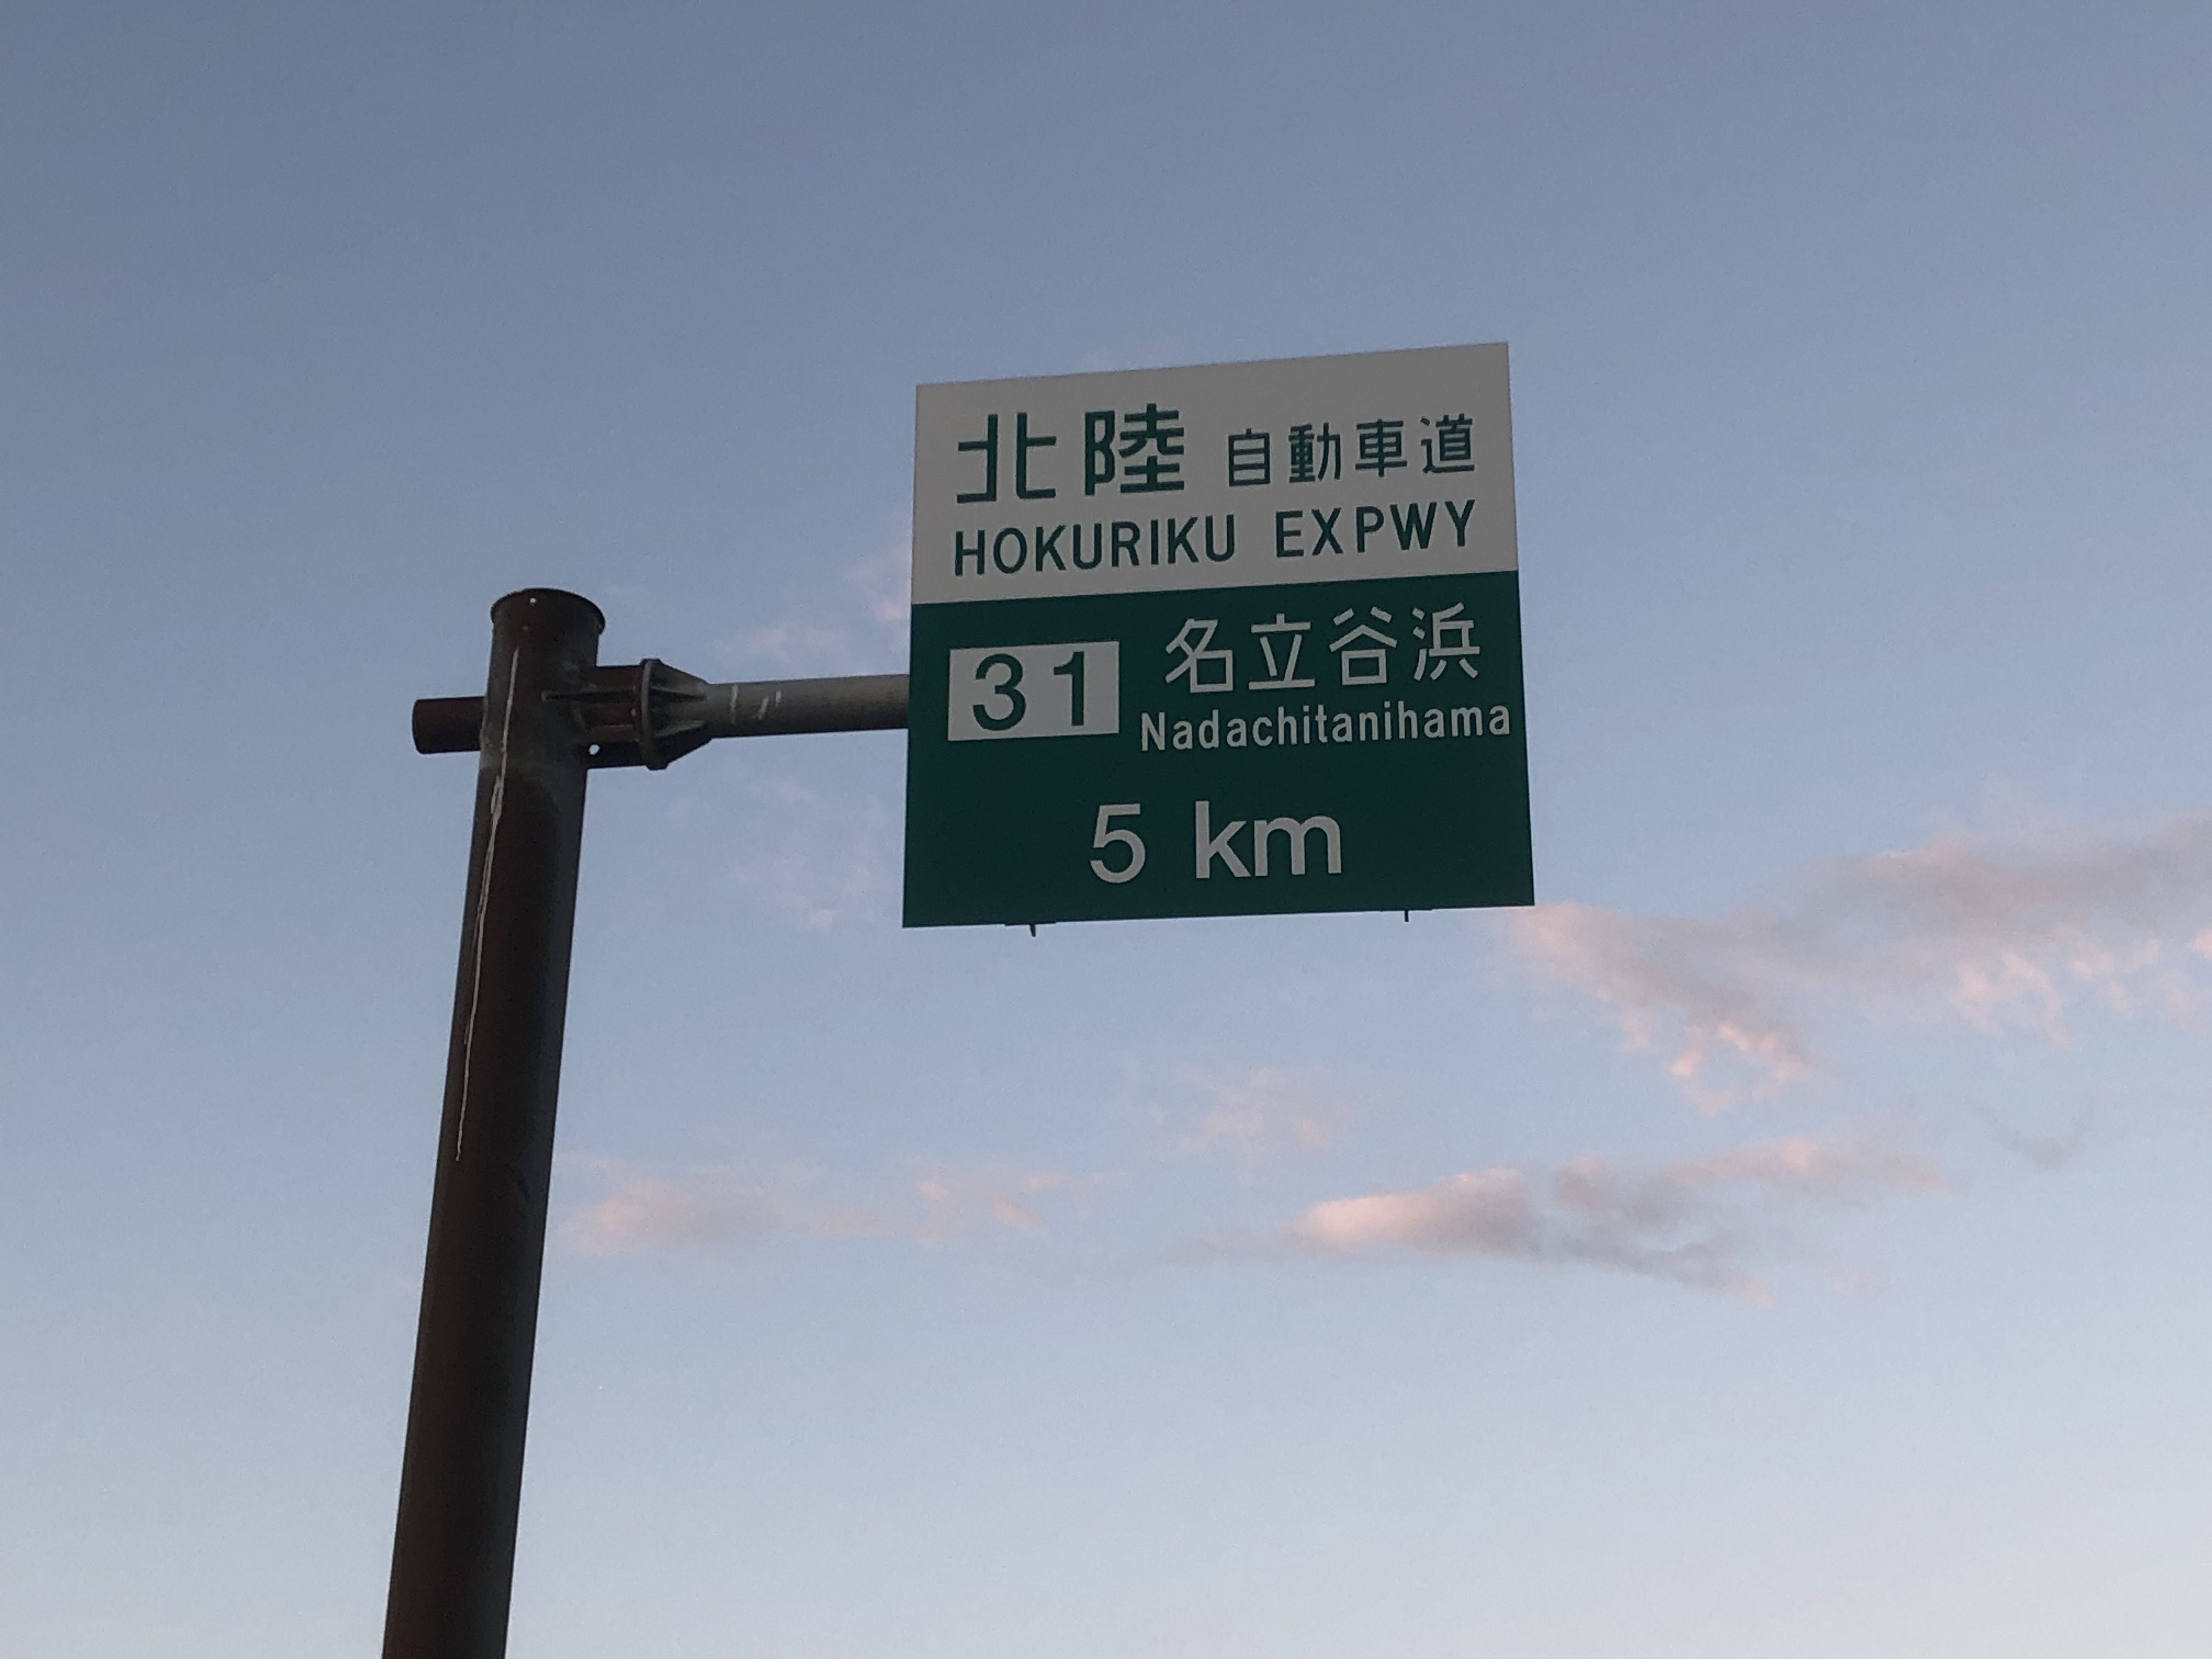 北陸 自動車道
HOKURIKU EXPWY
31 名立谷浜
Nadachitanihama
5 km